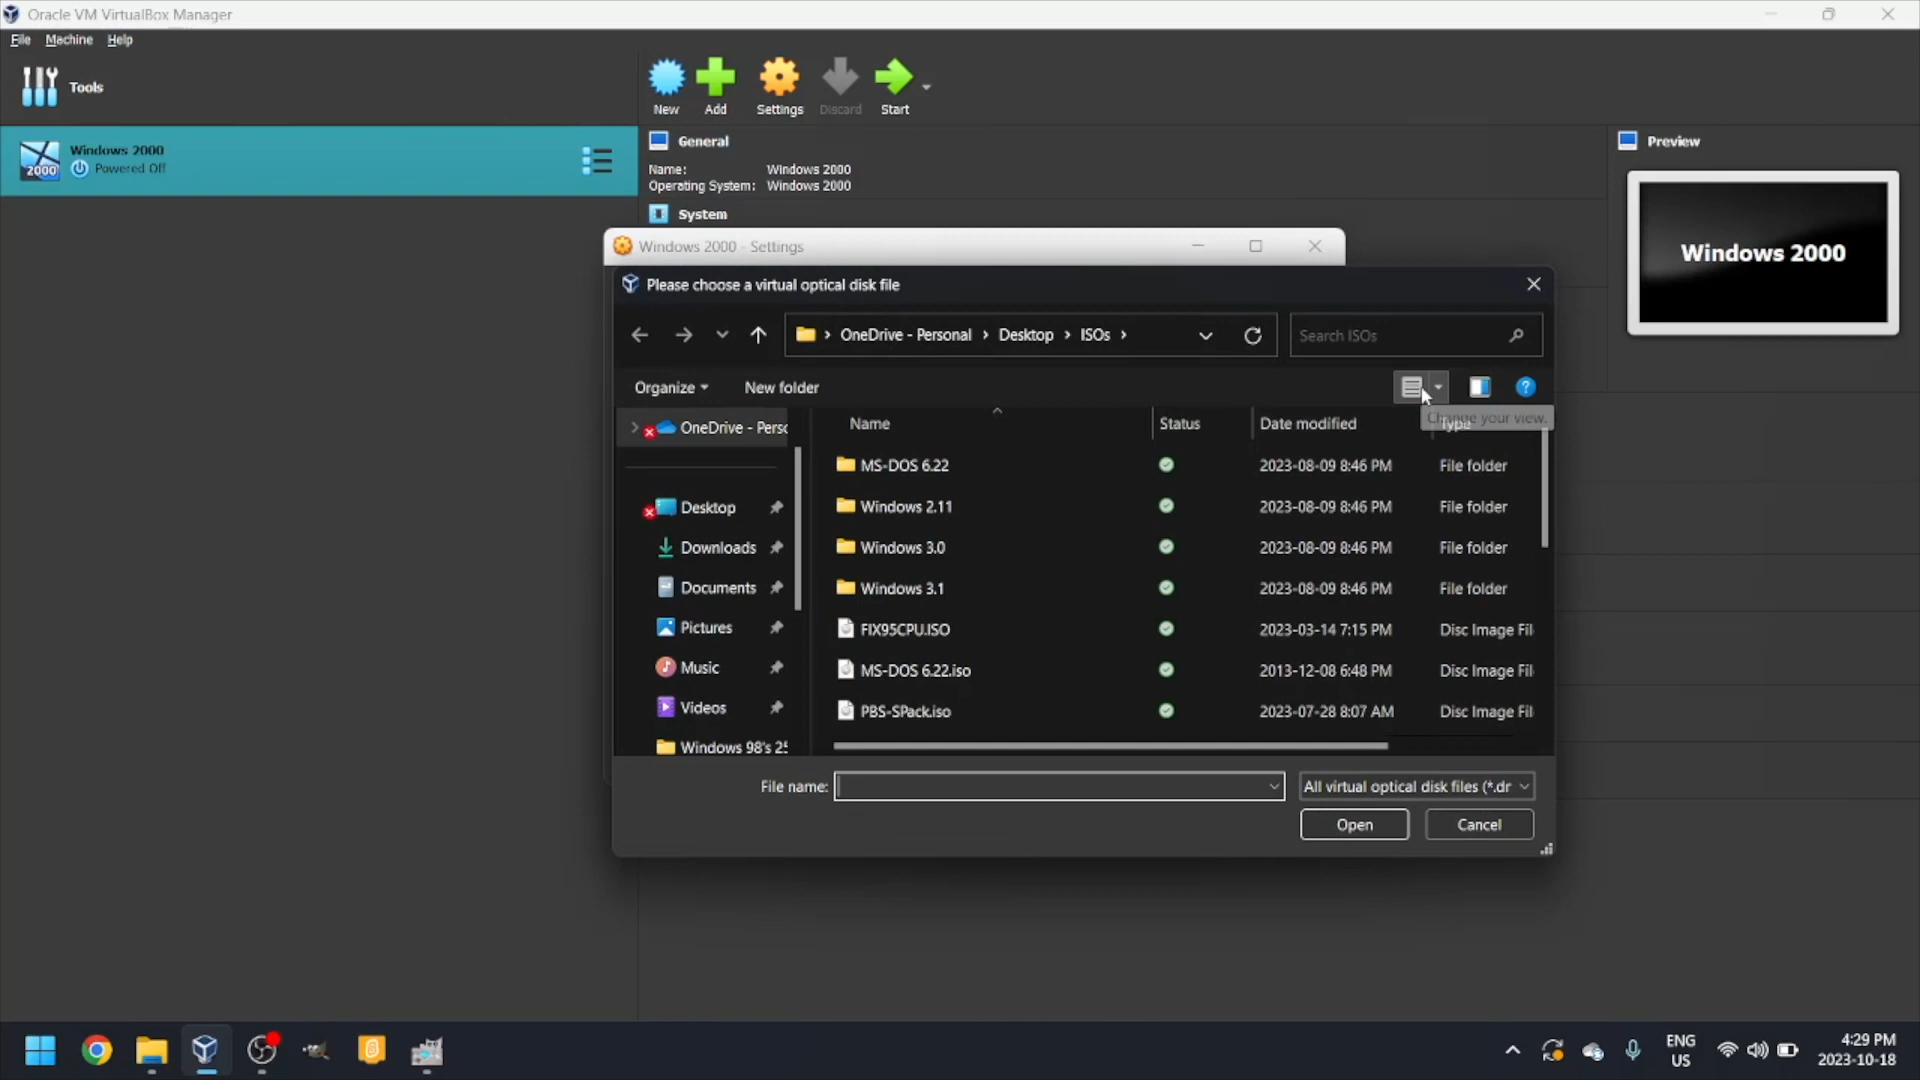 Oracle VM VirtualBox Manager
File Machine Help
Tools
New Add Settings Discard Start
Windows 2000
Powered Off
2000
General
Name: Windows 2000
Operating System: Windows 2000
System
Preview
Windows 2000
Windows 2000 - Settings
Please choose a virtual optical disk file
OneDrive - Personal Desktop ISOs
Search ISOs
Organize New folder
Change your view.
Name Status Date modified Type
OneDrive - Perso
Desktop
Downloads
Documents
Pictures
Music
Videos
Windows 98's 25
MS-DOS 6.22 2023-08-09 8:46 PM File folder
Windows 2.11 2023-08-09 8:46 PM File folder
Windows 3.0 2023-08-09 8:46 PM File folder
Windows 3.1 2023-08-09 8:46 PM File folder
FIX95CPU.ISO 2023-03-14 7:15 PM Disc Image Fil
MS-DOS 6.22.iso 2013-12-08 6:48 PM Disc Image Fil
PBS-SPack.iso 2023-07-28 8:07 AM Disc Image Fil
File name:
All virtual optical disk files (*.dr
Open Cancel
ENG
US
4:29 PM
2023-10-18